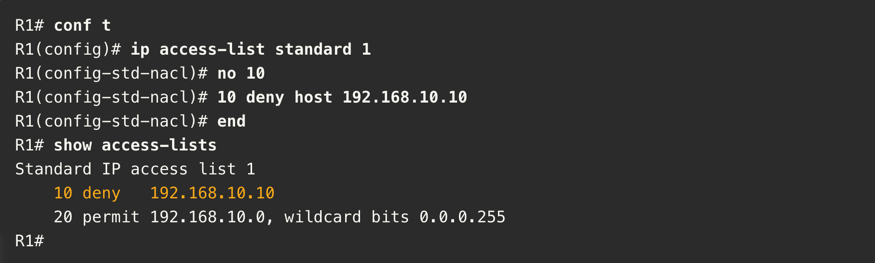 R1# conf t
R1(config)# ip access-list standard 1
R1(config-std-nacl)# no 10
R1(config-std-nacl)# 10 deny host 192.168.10.10
R1(config-std-nacl)# end
R1# show access-lists
Standard IP access list 1
    10 deny   192.168.10.10
    20 permit 192.168.10.0, wildcard bits 0.0.0.255
R1#